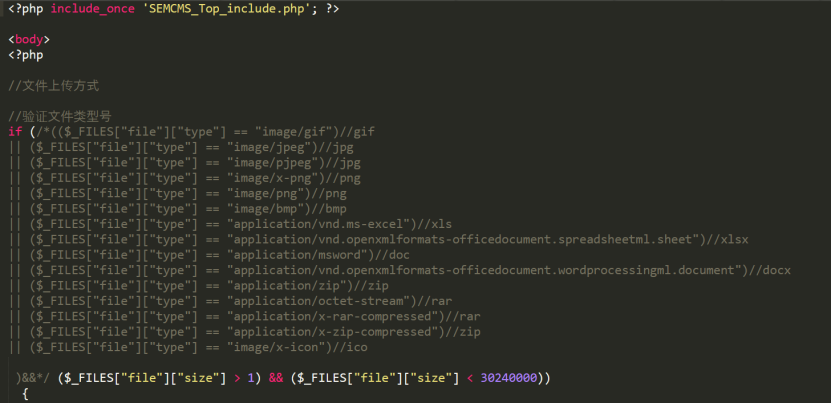 <?php include_once 'SEMCMS_Top_include.php'; ?>
<body>
<?php
//文件上传方式
//验证文件类型号
if (/*(($_FILES["file"]["type"] == "image/gif")//gif
|| ($_FILES["file"]["type"] == "image/jpeg")//jpg
|| ($_FILES["file"]["type"] == "image/pjpeg")//jpg
|| ($_FILES["file"]["type"] == "image/x-png")//png
|| ($_FILES["file"]["type"] == "image/png")//png
|| ($_FILES["file"]["type"] == "image/bmp")//bmp
|| ($_FILES["file"]["type"] == "application/vnd.ms-excel")//xls
|| ($_FILES["file"]["type"] == "application/vnd.openxmlformats-officedocument.spreadsheetml.sheet")//xlsx
|| ($_FILES["file"]["type"] == "application/msword")//doc
|| ($_FILES["file"]["type"] == "application/vnd.openxmlformats-officedocument.wordprocessingml.document")//docx
|| ($_FILES["file"]["type"] == "application/zip")//zip
|| ($_FILES["file"]["type"] == "application/octet-stream")//rar
|| ($_FILES["file"]["type"] == "application/x-rar-compressed")//rar
|| ($_FILES["file"]["type"] == "application/x-zip-compressed")//zip
|| ($_FILES["file"]["type"] == "image/x-icon")//ico
)&&*/ ($_FILES["file"]["size"] > 1) && ($_FILES["file"]["size"] < 30240000))
{